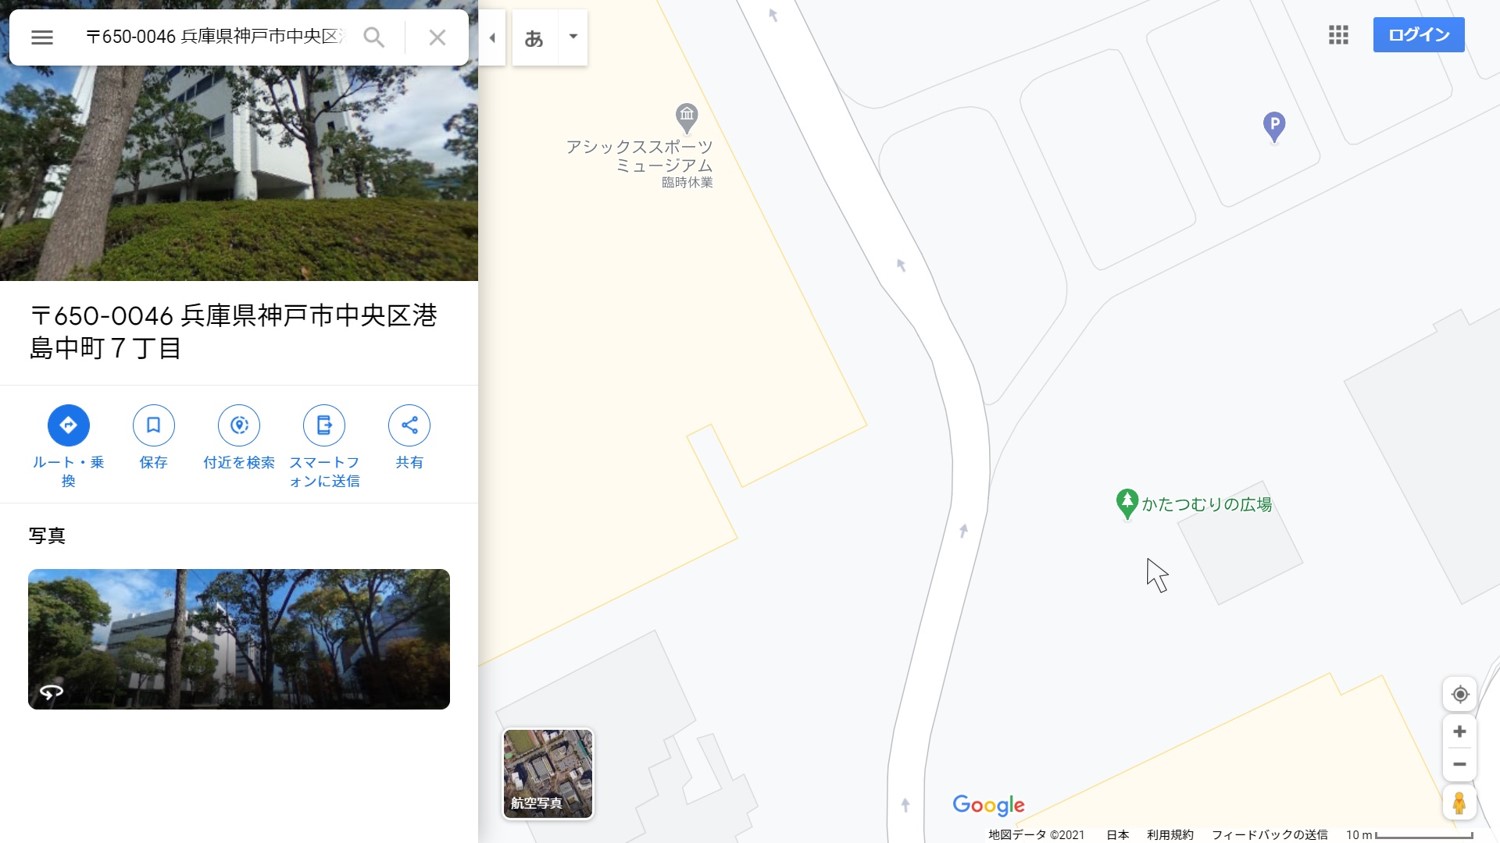 〒650-0046 兵庫県神戸市中央区
あ
ログイン
アシックススポーツ
ミュージアム
臨時休業
P
〒650-0046 兵庫県神戸市中央区港
島中町７丁目
ルート・乗
換
保存
付近を検索
スマートフ
ォンに送信
共有
写真
かたつむりの広場
航空写真
Google
地図データ ©2021 日本 利用規約 フィードバックの送信 10 m